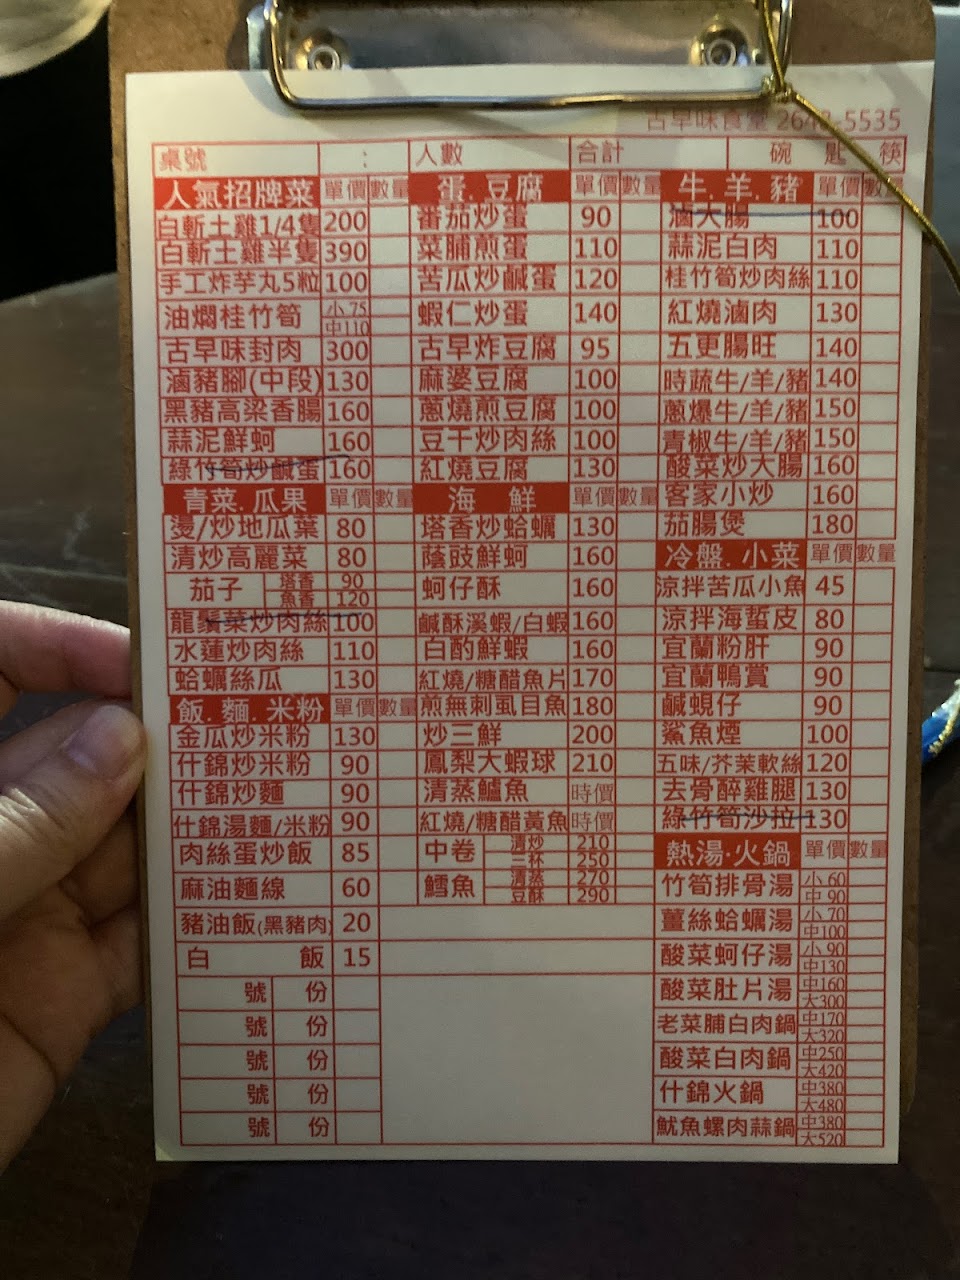 古早味食堂 2643-5535
桌號 : 人數 合計 碗 匙 筷
人氣招牌菜 單價 數量
白斬土雞1/4隻 200
白斬土雞半隻 390
手工炸芋丸5粒 100
油燜桂竹筍 小75 中110
古早味封肉 300
滷豬腳(中段) 130
黑豬高梁香腸 160
蒜泥鮮蚵 160
綠竹筍炒鹹蛋 160
青菜.瓜果 單價 數量
燙/炒地瓜葉 80
清炒高麗菜 80
茄子 塔香 90 魚香 120
龍鬚菜炒肉絲 100
水蓮炒肉絲 110
蛤蠣絲瓜 130
飯.麵.米粉 單價 數量
金瓜炒米粉 130
什錦炒米粉 90
什錦炒麵 90
什錦湯麵/米粉 90
肉絲蛋炒飯 85
麻油麵線 60
豬油飯(黑豬肉) 20
白飯 15
號 份
號 份
號 份
號 份
號 份
蛋.豆腐 單價 數量
番茄炒蛋 90
菜脯煎蛋 110
苦瓜炒鹹蛋 120
蝦仁炒蛋 140
古早炸豆腐 95
麻婆豆腐 100
蔥燒煎豆腐 100
豆干炒肉絲 100
紅燒豆腐 130
海鮮 單價 數量
塔香炒蛤蠣 130
蔭豉鮮蚵 160
蚵仔酥 160
鹹酥溪蝦/白蝦 160
白酌鮮蝦 160
紅燒/糖醋魚片 170
煎無刺虱目魚 180
炒三鮮 200
鳳梨大蝦球 210
清蒸鱸魚 時價
紅燒/糖醋黃魚 時價
中卷 清炒 210 三杯 250
鱈魚 清蒸 270 豆酥 290
牛.羊.豬 單價 數量
滷大腸 100
蒜泥白肉 110
桂竹筍炒肉絲 110
紅燒滷肉 130
五更腸旺 140
時蔬牛/羊/豬 140
蔥爆牛/羊/豬 150
青椒牛/羊/豬 150
酸菜炒大腸 160
客家小炒 160
茄腸煲 180
冷盤.小菜 單價 數量
涼拌苦瓜小魚 45
涼拌海蜇皮 80
宜蘭粉肝 90
宜蘭鴨賞 90
鹹蜆仔 90
鯊魚煙 100
五味/芥茉軟絲 120
去骨醉雞腿 130
綠竹筍沙拉 130
熱湯·火鍋 單價 數量
竹筍排骨湯 小60 中90
薑絲蛤蠣湯 小70 中100
酸菜蚵仔湯 小90 中130
酸菜肚片湯 中160 大300
老菜脯白肉鍋 中170 大320
酸菜白肉鍋 中250 大420
什錦火鍋 中380 大480
魷魚螺肉蒜鍋 中380 大520